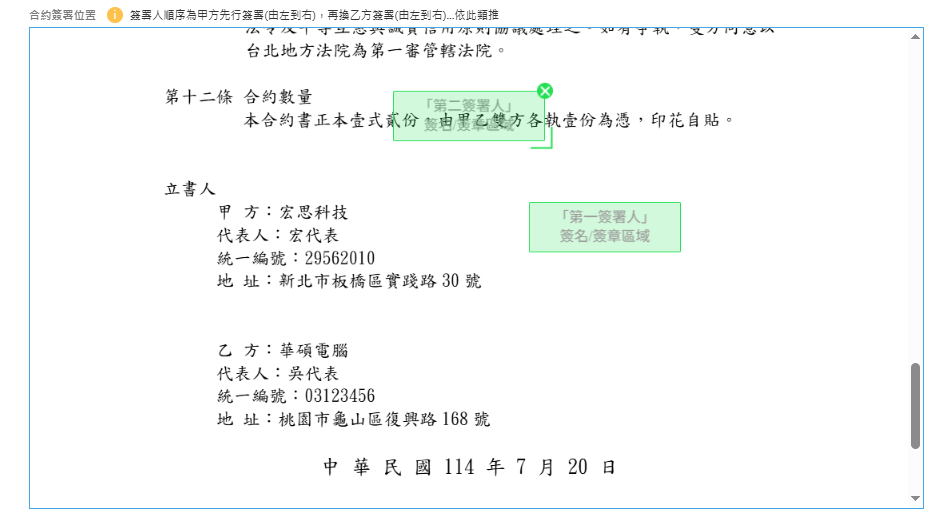 合約簽署位置 i 簽署人順序為甲方先行簽署(由左到右)，再換乙方簽署(由左到右)...依此類推
法令及平等互惠與誠實信用原則協議處理之。如有爭執，雙方同意以
台北地方法院為第一審管轄法院。
第十二條 合約數量
「第二簽署人」
簽名/簽章區域
本合約書正本壹式貳份，由甲乙雙方各執壹份為憑，印花自貼。
立書人
甲 方：宏思科技
「第一簽署人」
簽名/簽章區域
代表人：宏代表
統一編號：29562010
地 址：新北市板橋區實踐路 30 號
乙 方：華碩電腦
代表人：吳代表
統一編號：03123456
地 址：桃園市龜山區復興路 168 號
中 華 民 國 114 年 7 月 20 日